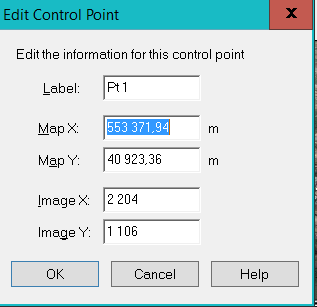 Edit Control Point
x
Edit the information for this control point
Label: Pt 1
Map X: 553 371,94 m
Map Y: 40 923,36 m
Image X: 2 204
Image Y: 1 106
OK Cancel Help